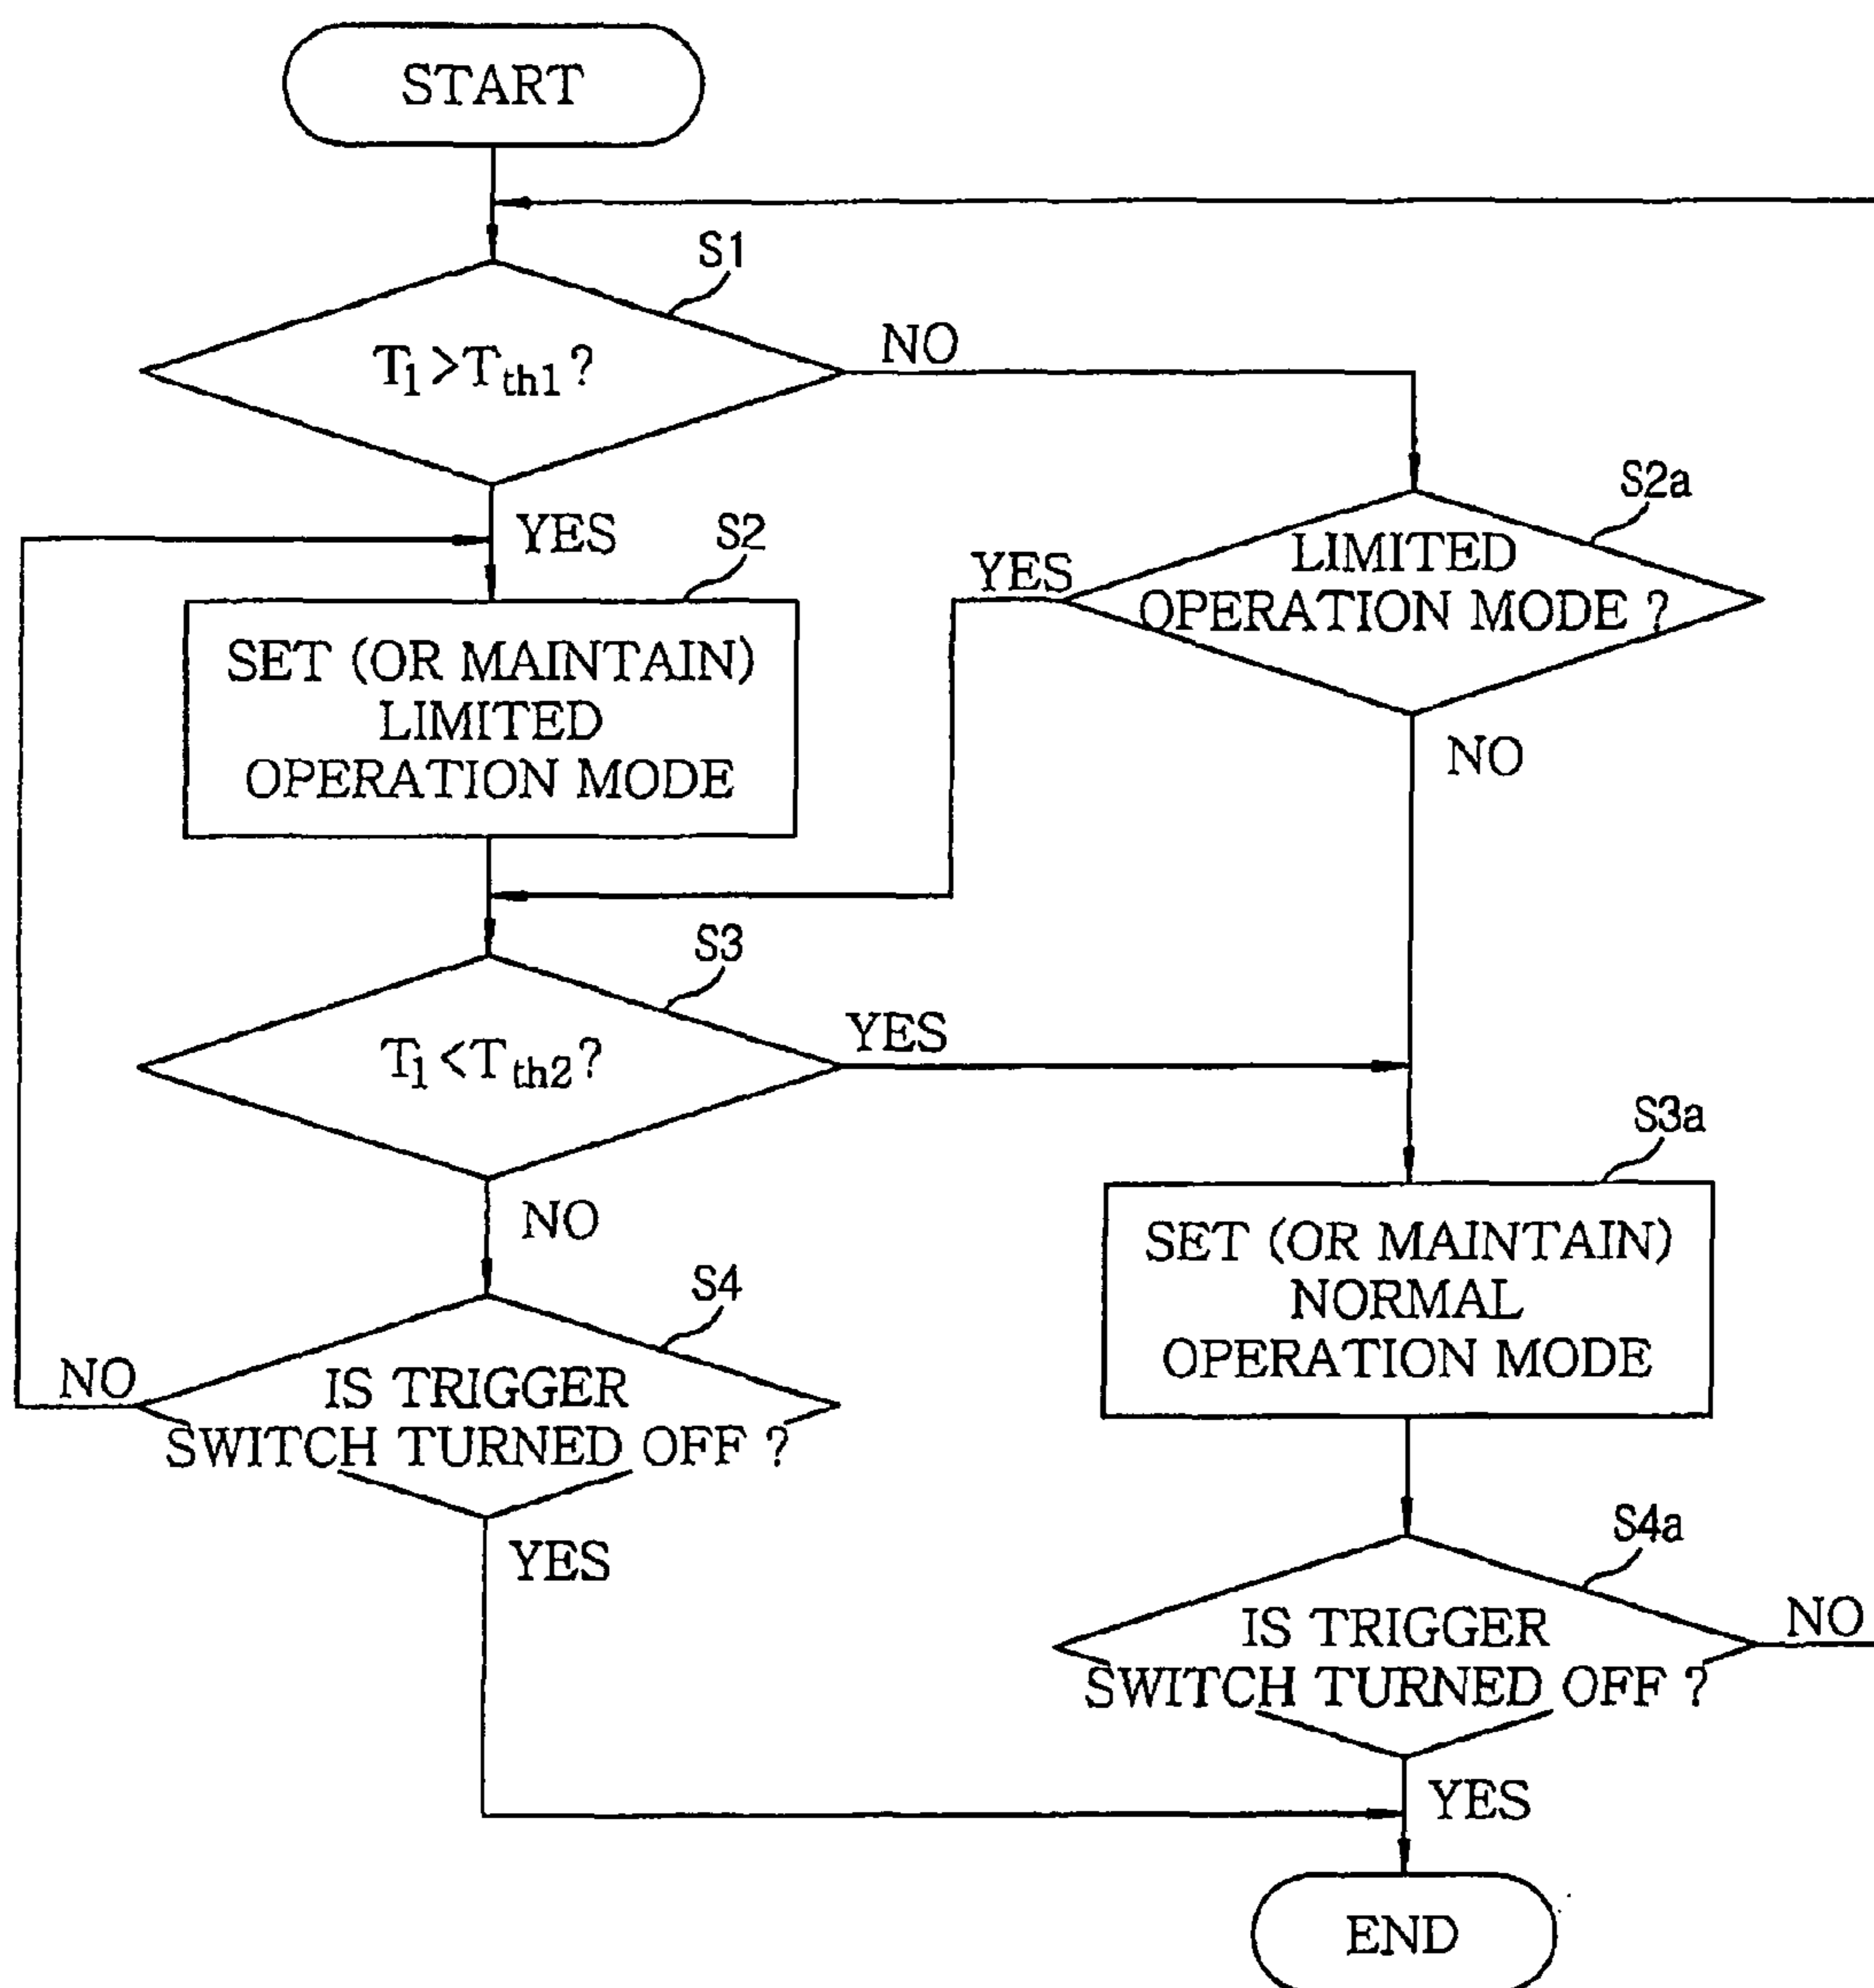 START
S1
T1>Tth1?
NO
YES
S2
S2a
LIMITED
OPERATION MODE ?
YES
NO
SET (OR MAINTAIN)
LIMITED
OPERATION MODE
S3
T1<Tth2?
YES
NO
S3a
SET (OR MAINTAIN)
NORMAL
OPERATION MODE
S4
IS TRIGGER
SWITCH TURNED OFF ?
NO
YES
S4a
IS TRIGGER
SWITCH TURNED OFF ?
NO
YES
END